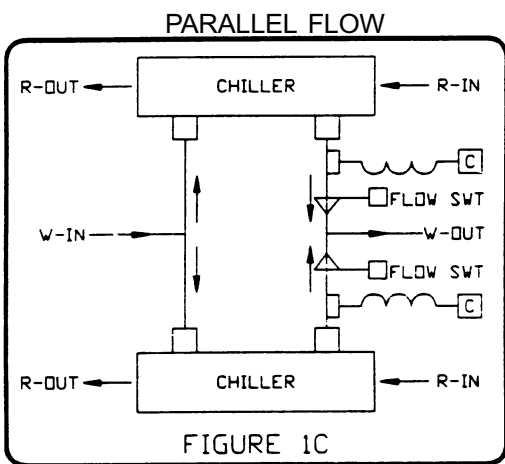 PARALLEL FLOW
R-OUT
CHILLER
R-IN
C
FLOW SWT
W-IN
W-OUT
FLOW SWT
C
R-OUT
CHILLER
R-IN
FIGURE 1C